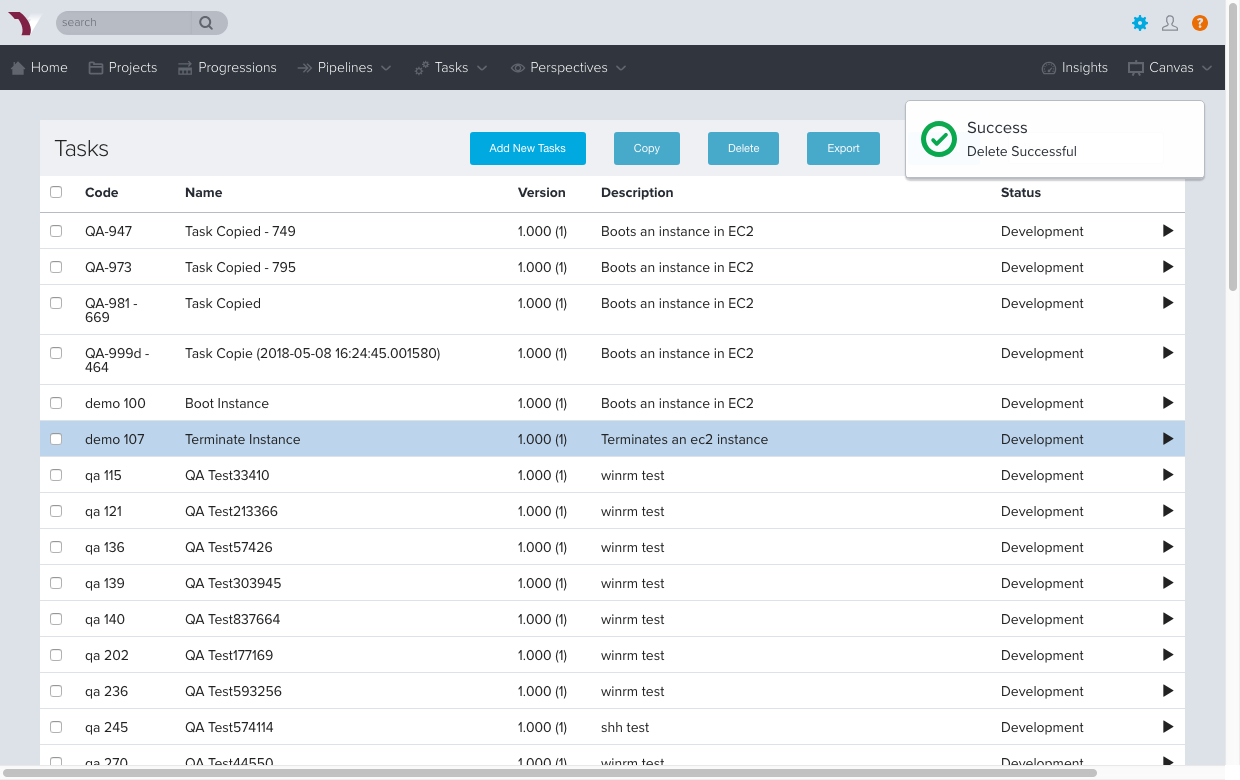 search
?
Home Projects Progressions Pipelines Tasks Perspectives Insights Canvas
Tasks Add New Tasks Copy Delete Export
Success
Delete Successful
Code Name Version Description Status
QA-947 Task Copied - 749 1.000 (1) Boots an instance in EC2 Development
QA-973 Task Copied - 795 1.000 (1) Boots an instance in EC2 Development
QA-981 - Task Copied 1.000 (1) Boots an instance in EC2 Development
669
QA-999d - Task Copie (2018-05-08 16:24:45.001580) 1.000 (1) Boots an instance in EC2 Development
464
demo 100 Boot Instance 1.000 (1) Boots an instance in EC2 Development
demo 107 Terminate Instance 1.000 (1) Terminates an ec2 instance Development
qa 115 QA Test33410 1.000 (1) winrm test Development
qa 121 QA Test213366 1.000 (1) winrm test Development
qa 136 QA Test57426 1.000 (1) winrm test Development
qa 139 QA Test303945 1.000 (1) winrm test Development
qa 140 QA Test837664 1.000 (1) winrm test Development
qa 202 QA Test177169 1.000 (1) winrm test Development
qa 236 QA Test593256 1.000 (1) winrm test Development
qa 245 QA Test574114 1.000 (1) shh test Development
qa 270 QA Test44550 1.000 (1) winrm test Development